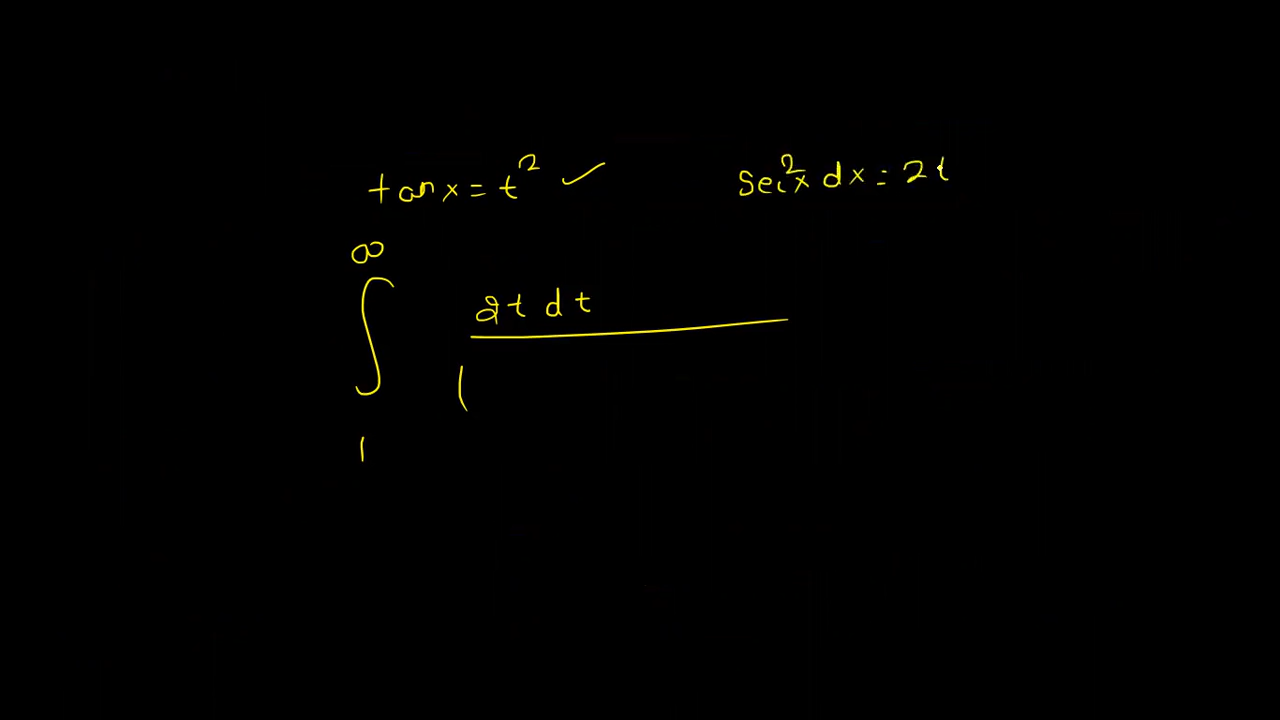 tan x = t² ✓ sec²x dx = 2t
∞
∫ 2t dt
(
1